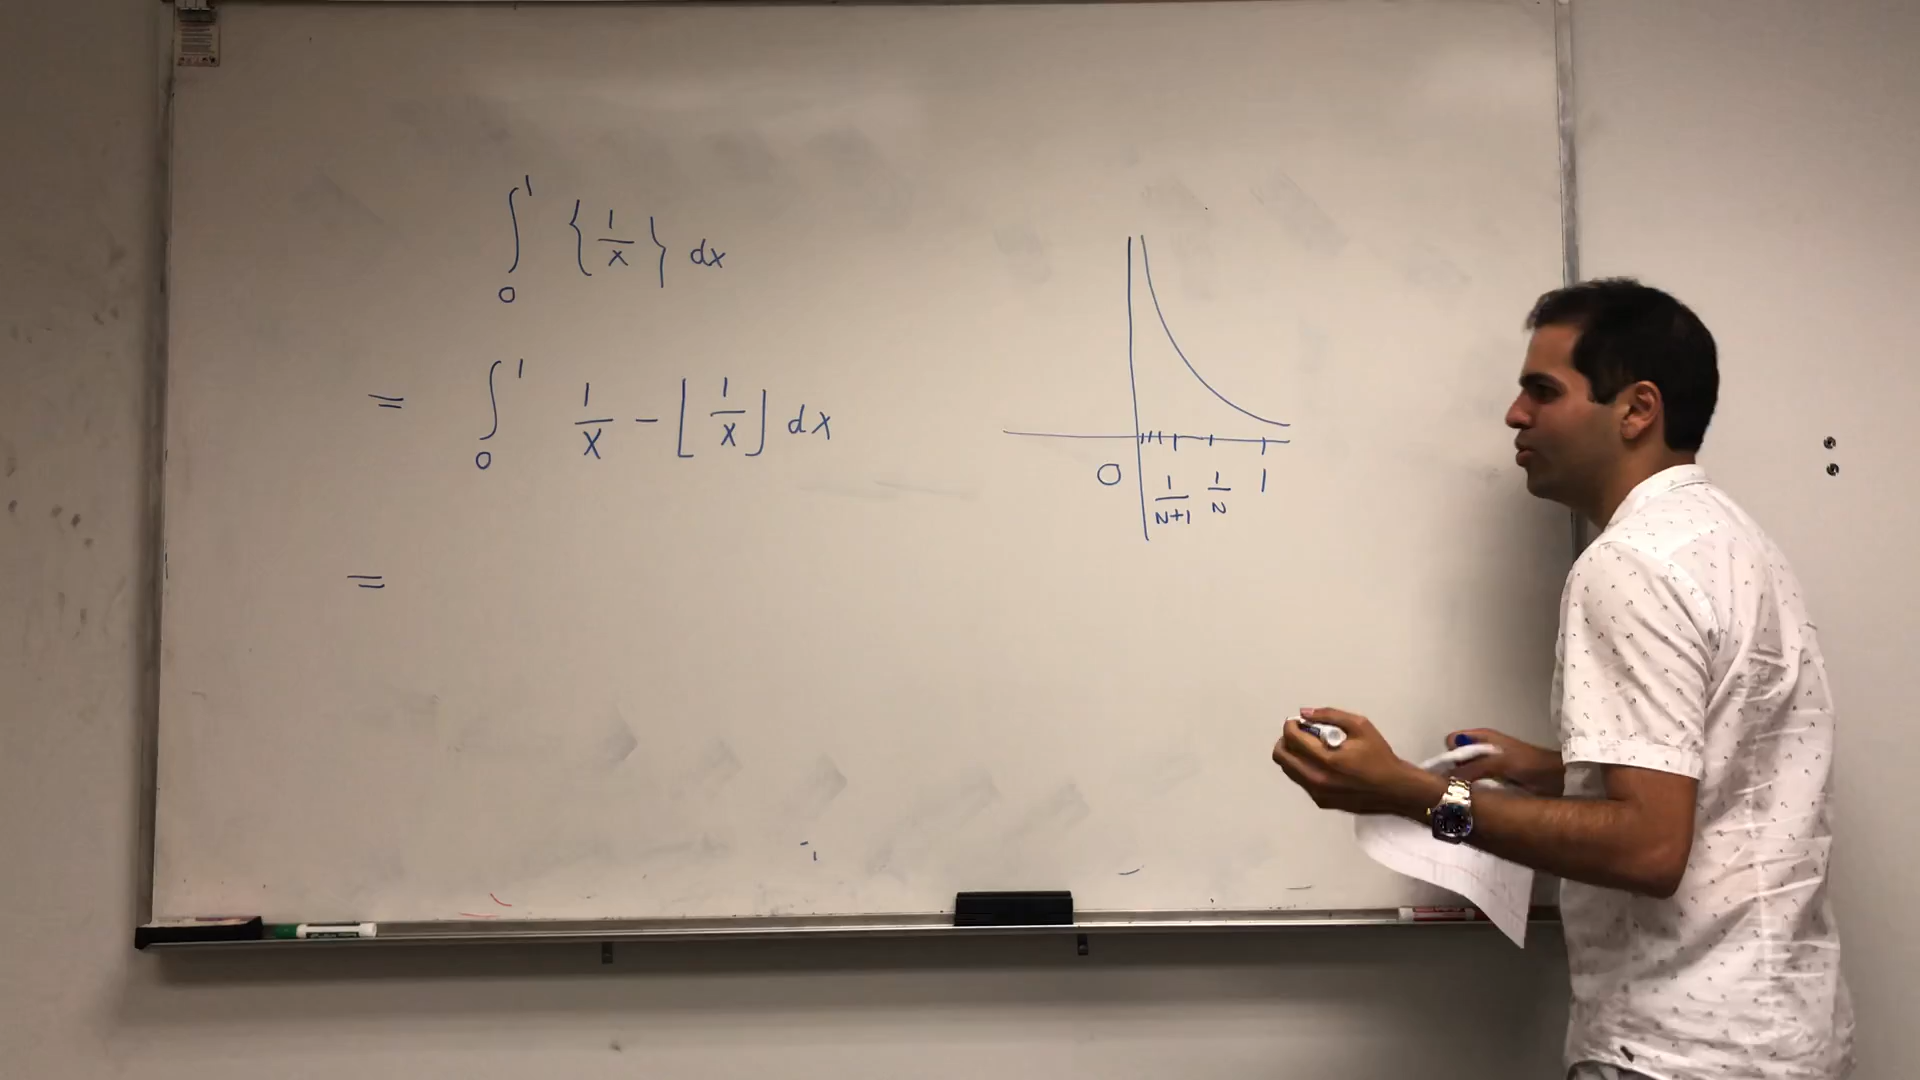 ∫₀¹ {1/x} dx
= ∫₀¹ 1/x − ⌊1/x⌋ dx
=
0 1/N+1 1/N 1